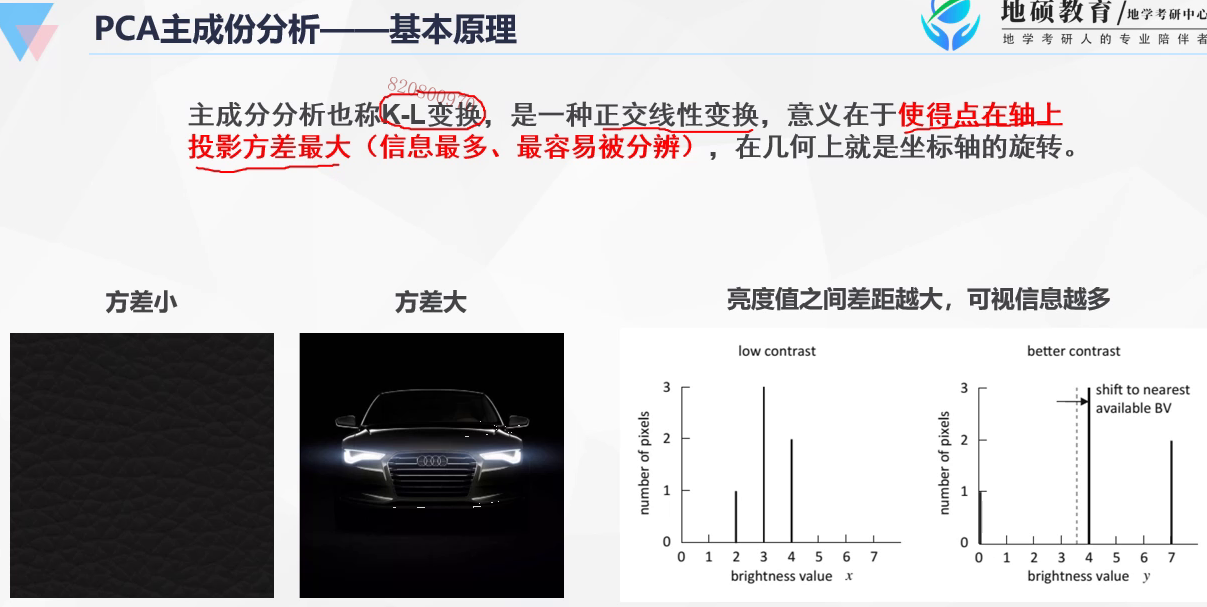 PCA主成份分析——基本原理
地硕教育/地学考研中心
地学考研人的专业陪伴者
820800970
主成分分析也称K-L变换，是一种正交线性变换，意义在于使得点在轴上
投影方差最大（信息最多、最容易被分辨），在几何上就是坐标轴的旋转。
方差小
方差大
亮度值之间差距越大，可视信息越多
low contrast
3
2
1
0
number of pixels
0 1 2 3 4 5 6 7
brightness value x
better contrast
shift to nearest
available BV
3
2
1
0
number of pixels
0 1 2 3 4 5 6 7
brightness value y